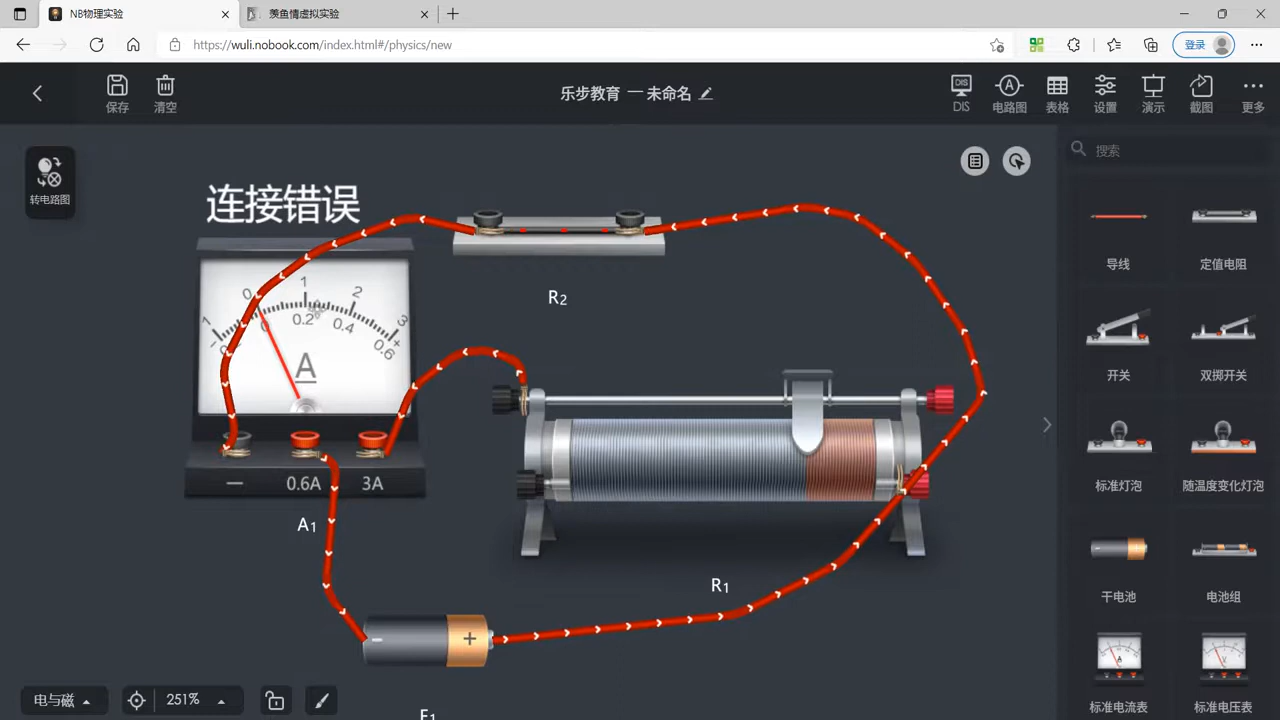 NB物理实验
羡鱼情虚拟实验
https://wuli.nobook.com/index.html#/physics/new
登录
保存
清空
乐步教育 一 未命名
DIS
DIS
电路图
表格
设置
演示
截图
更多
转电路图
搜索
连接错误
导线
定值电阻
0
1
2
3
1
0
0.2
0.4
0.6
A
R2
开关
双掷开关
0.6A
3A
A1
标准灯泡
随温度变化灯泡
R1
干电池
电池组
电与磁
251%
E1
标准电流表
标准电压表